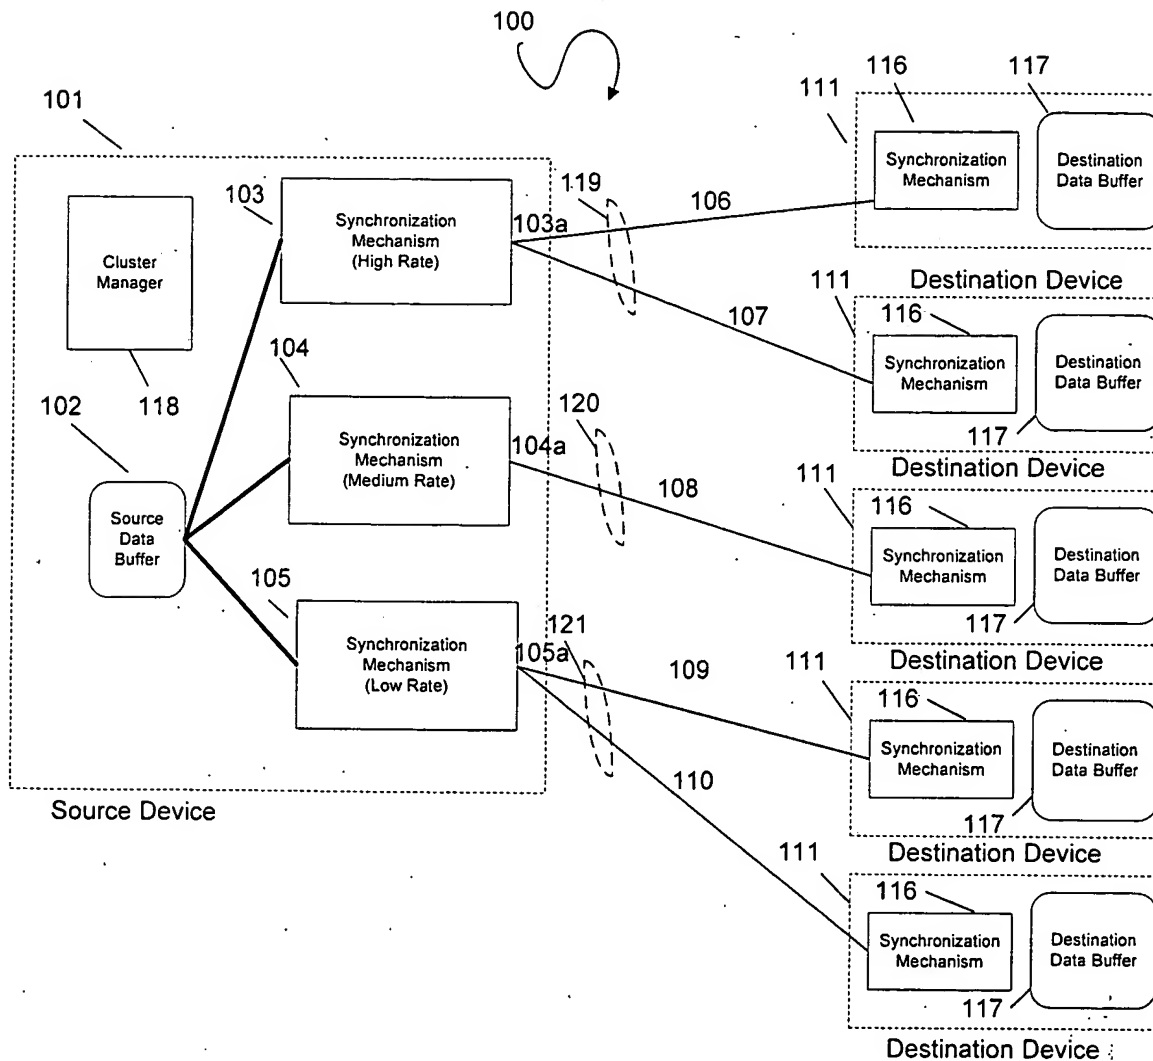 100
101
Cluster
Manager
118
102
Source
Data
Buffer
103
Synchronization
Mechanism
(High Rate)
103a
104
Synchronization
Mechanism
(Medium Rate)
104a
105
Synchronization
Mechanism
(Low Rate)
105a
Source Device
119
106
107
120
108
121
109
110
111
116
117
Synchronization
Mechanism
Destination
Data Buffer
Destination Device
111
116
Synchronization
Mechanism
Destination
Data Buffer
117
Destination Device
111
116
Synchronization
Mechanism
Destination
Data Buffer
117
Destination Device
111
116
Synchronization
Mechanism
Destination
Data Buffer
117
Destination Device
111
116
Synchronization
Mechanism
Destination
Data Buffer
117
Destination Device